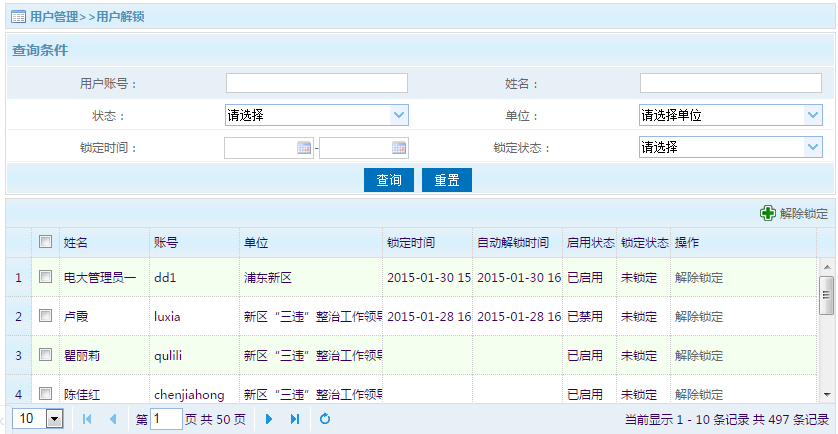 用户管理>>用户解锁
查询条件
用户账号： 姓名：
状态： 请选择 单位： 请选择单位
锁定时间： - 锁定状态： 请选择
查询 重置
解除锁定
姓名 账号 单位 锁定时间 自动解锁时间 启用状态 锁定状态 操作
1 电大管理员一 dd1 浦东新区 2015-01-30 15 2015-01-30 16 已启用 未锁定 解除锁定
2 卢霞 luxia 新区“三违”整治工作领导 2015-01-28 16 2015-01-28 16 已禁用 未锁定 解除锁定
3 瞿丽莉 qulili 新区“三违”整治工作领导 已启用 未锁定 解除锁定
4 陈佳红 chenjiahong 新区“三违”整治工作领导 已启用 未锁定 解除锁定
10 第 1 页 共 50 页 当前显示 1 - 10 条记录 共 497 条记录